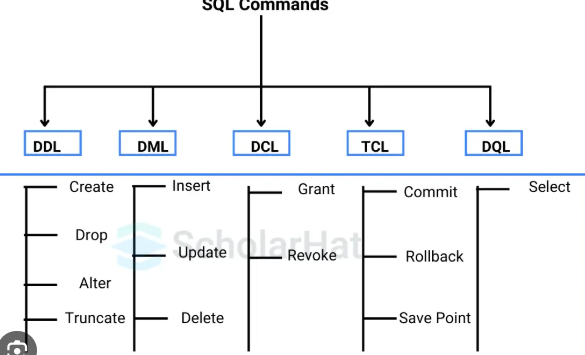 SQL Commands
DDL
DML
DCL
TCL
DQL
Create
Drop
Alter
Truncate
Insert
Update
Delete
Grant
Revoke
Commit
Rollback
Save Point
Select
ScholarHat